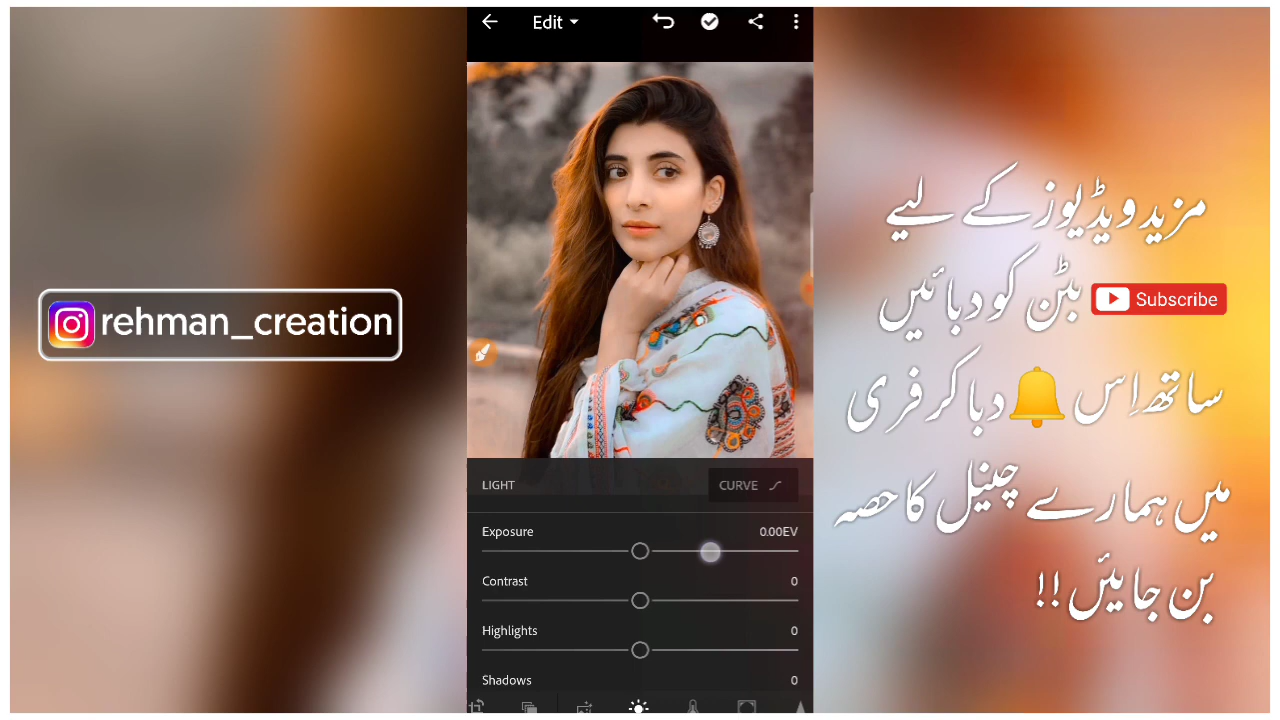 Edit
rehman_creation
مزید ویڈیوز کے لیے
Subscribe بٹن کو دبائیں
ساتھ اِس دبا کر فری
میں ہمارے چینل کا حصہ
بن جایئں !!
LIGHT
CURVE
Exposure 0.00EV
Contrast 0
Highlights 0
Shadows 0